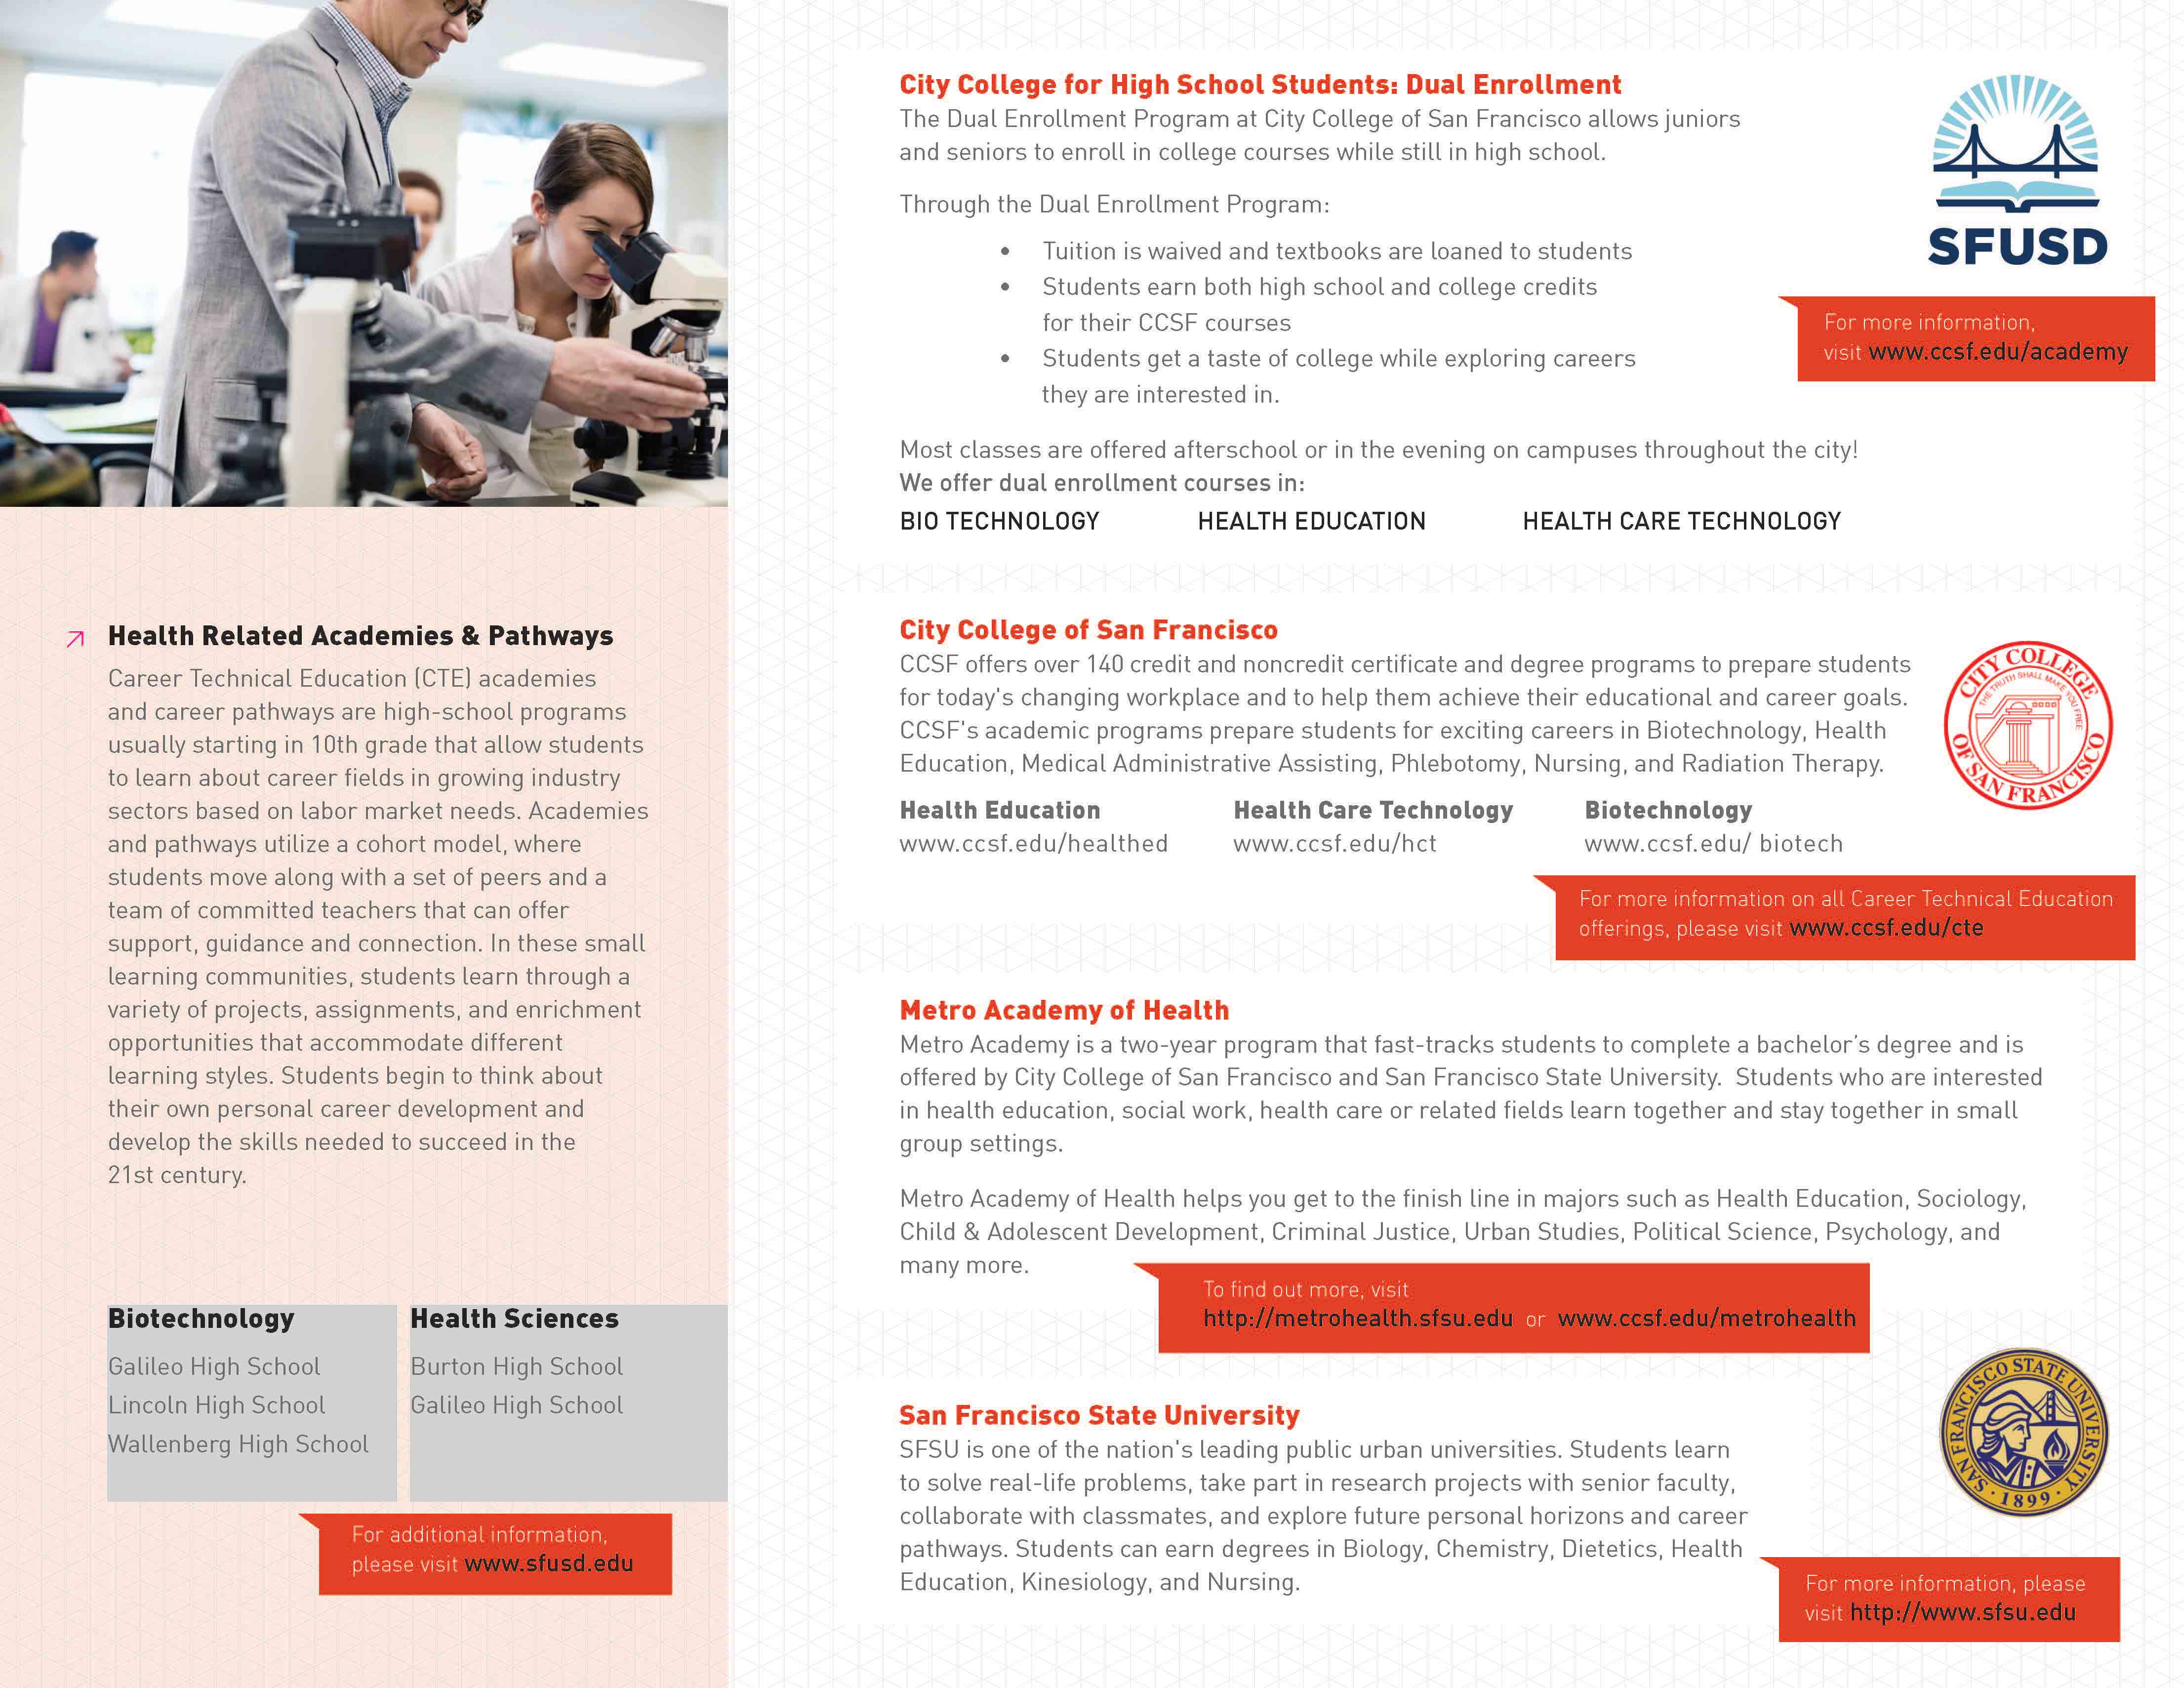 Health Related Academies & Pathways
Career Technical Education (CTE) academies
and career pathways are high-school programs
usually starting in 10th grade that allow students
to learn about career fields in growing industry
sectors based on labor market needs. Academies
and pathways utilize a cohort model, where
students move along with a set of peers and a
team of committed teachers that can offer
support, guidance and connection. In these small
learning communities, students learn through a
variety of projects, assignments, and enrichment
opportunities that accommodate different
learning styles. Students begin to think about
their own personal career development and
develop the skills needed to succeed in the
21st century.
Biotechnology
Galileo High School
Lincoln High School
Wallenberg High School
Health Sciences
Burton High School
Galileo High School
For additional information,
please visit www.sfusd.edu
City College for High School Students: Dual Enrollment
The Dual Enrollment Program at City College of San Francisco allows juniors
and seniors to enroll in college courses while still in high school.
Through the Dual Enrollment Program:
• Tuition is waived and textbooks are loaned to students
• Students earn both high school and college credits
for their CCSF courses
• Students get a taste of college while exploring careers
they are interested in.
Most classes are offered afterschool or in the evening on campuses throughout the city!
We offer dual enrollment courses in:
BIO TECHNOLOGY HEALTH EDUCATION HEALTH CARE TECHNOLOGY
SFUSD
For more information,
visit www.ccsf.edu/academy
City College of San Francisco
CCSF offers over 140 credit and noncredit certificate and degree programs to prepare students
for today's changing workplace and to help them achieve their educational and career goals.
CCSF's academic programs prepare students for exciting careers in Biotechnology, Health
Education, Medical Administrative Assisting, Phlebotomy, Nursing, and Radiation Therapy.
Health Education Health Care Technology Biotechnology
www.ccsf.edu/healthed www.ccsf.edu/hct www.ccsf.edu/ biotech
CITY COLLEGE
OF SAN FRANCISCO
THE TRUTH SHALL MAKE YOU FREE
For more information on all Career Technical Education
offerings, please visit www.ccsf.edu/cte
Metro Academy of Health
Metro Academy is a two-year program that fast-tracks students to complete a bachelor's degree and is
offered by City College of San Francisco and San Francisco State University. Students who are interested
in health education, social work, health care or related fields learn together and stay together in small
group settings.
Metro Academy of Health helps you get to the finish line in majors such as Health Education, Sociology,
Child & Adolescent Development, Criminal Justice, Urban Studies, Political Science, Psychology, and
many more.
To find out more, visit
http://metrohealth.sfsu.edu or www.ccsf.edu/metrohealth
San Francisco State University
SFSU is one of the nation's leading public urban universities. Students learn
to solve real-life problems, take part in research projects with senior faculty,
collaborate with classmates, and explore future personal horizons and career
pathways. Students can earn degrees in Biology, Chemistry, Dietetics, Health
Education, Kinesiology, and Nursing.
SAN FRANCISCO STATE UNIVERSITY
· 1899 ·
For more information, please
visit http://www.sfsu.edu